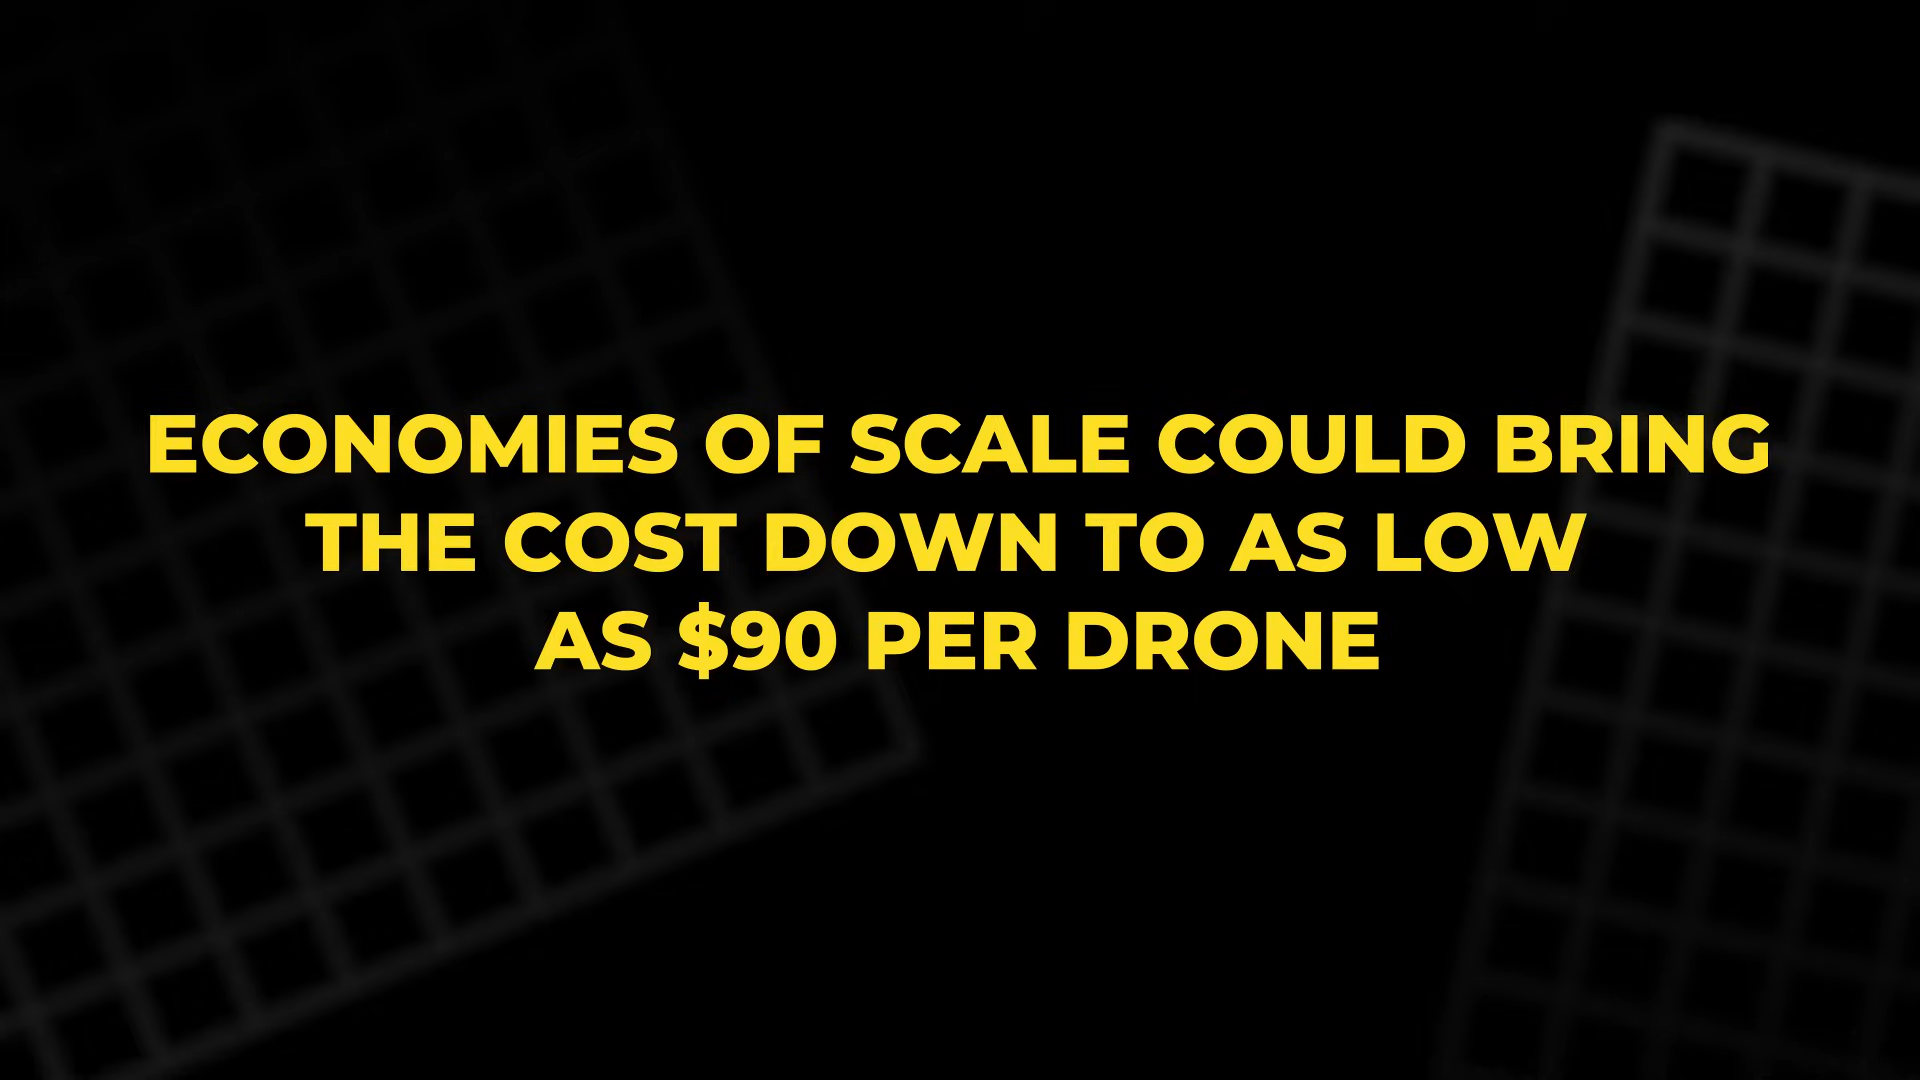 ECONOMIES OF SCALE COULD BRING
THE COST DOWN TO AS LOW
AS $90 PER DRONE